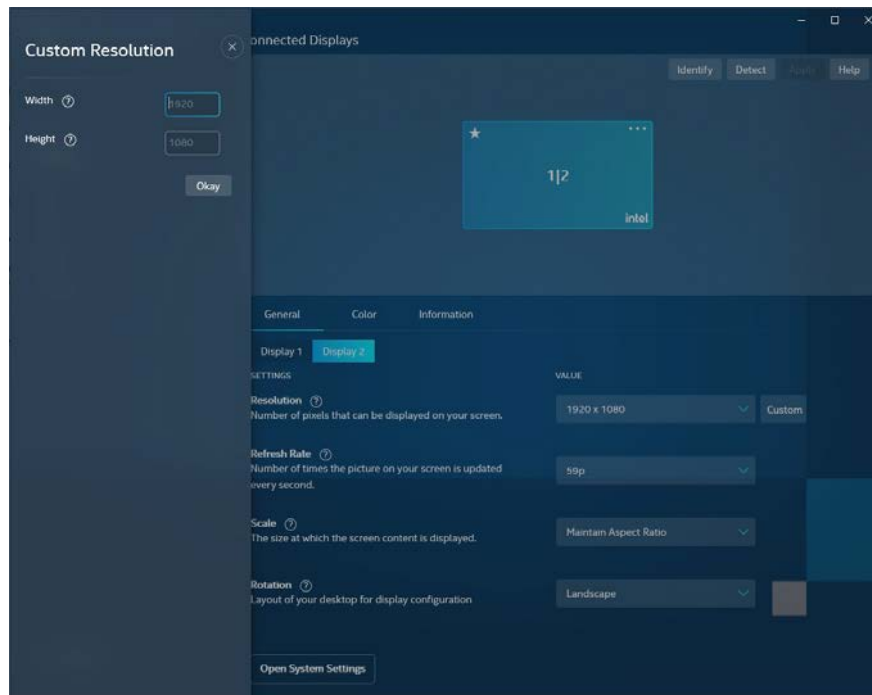 Custom Resolution
Width
1920
Height
1080
Okay
onnected Displays
Identify
Detect
Apply
Help
1|2
intel
General
Color
Information
Display 1
Display 2
SETTINGS
VALUE
Resolution
Number of pixels that can be displayed on your screen.
1920 x 1080
Custom
Refresh Rate
Number of times the picture on your screen is updated
every second.
59p
Scale
The size at which the screen content is displayed.
Maintain Aspect Ratio
Rotation
Layout of your desktop for display configuration
Landscape
Open System Settings